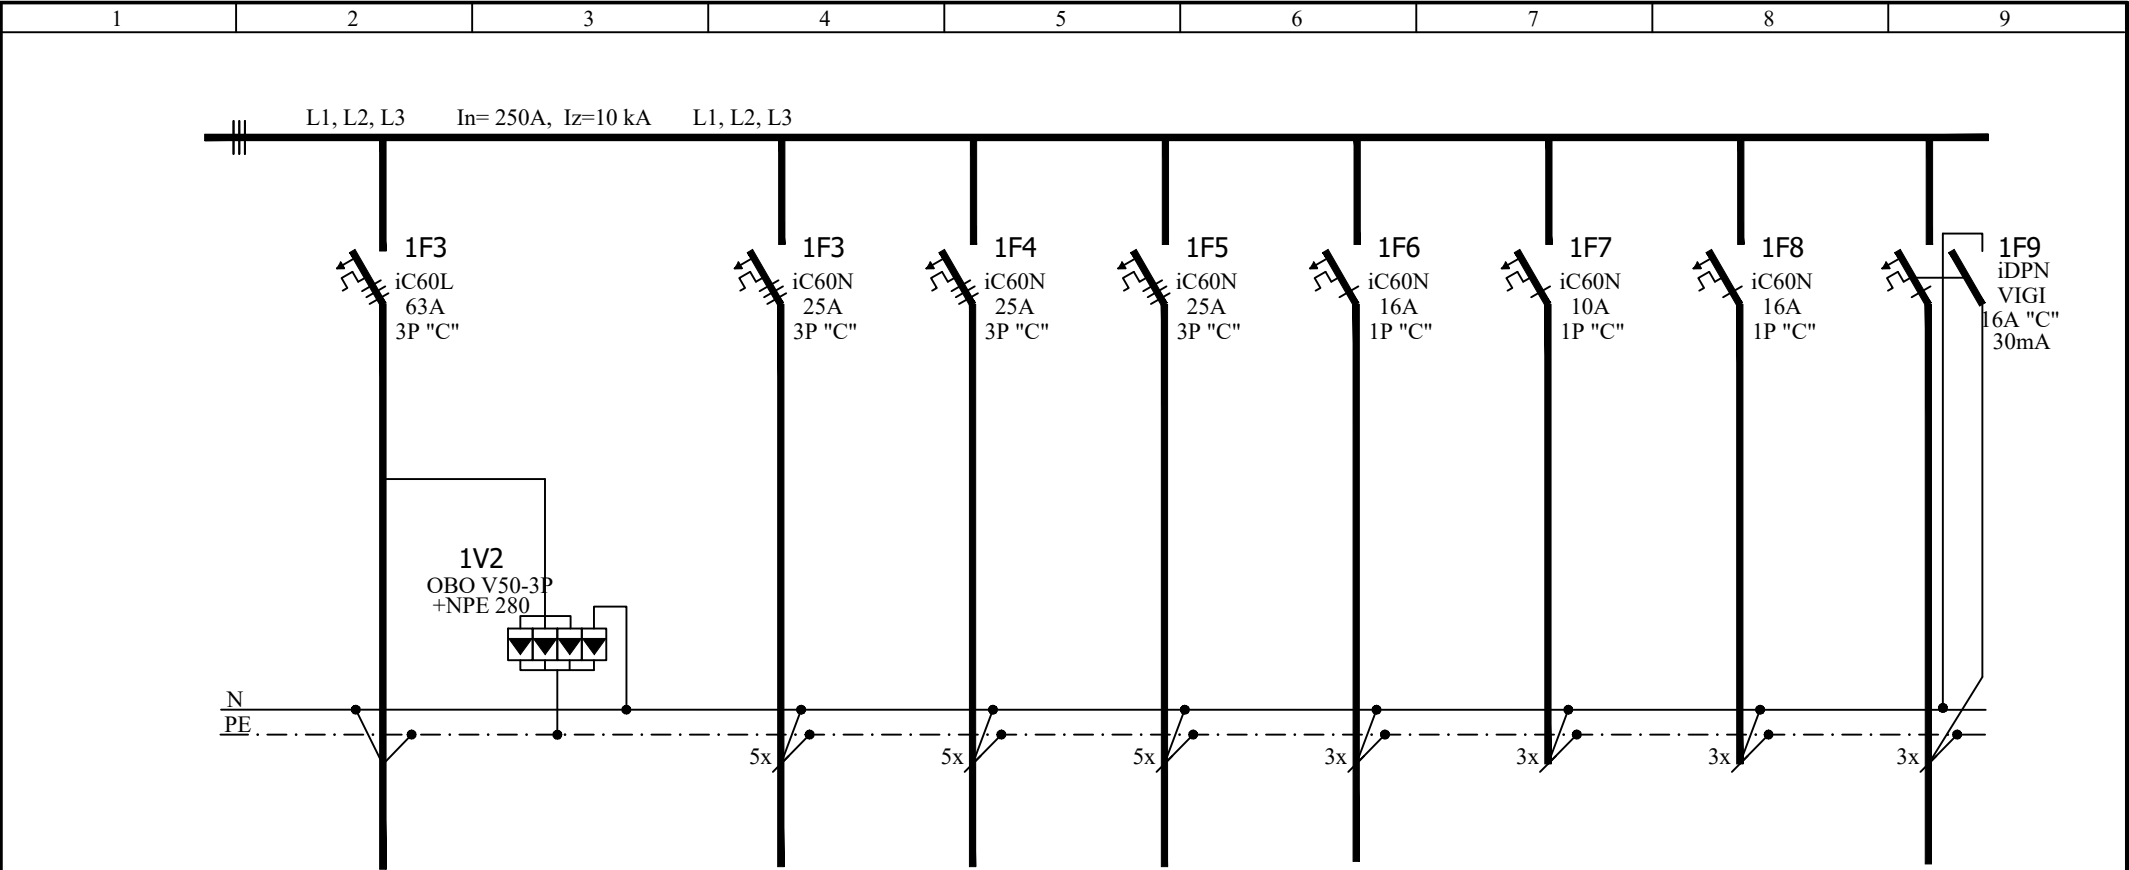 1 2 3 4 5 6 7 8 9
L1, L2, L3 In= 250A, Iz=10 kA L1, L2, L3
1F3
iC60L
63A
3P "C"
1F3
iC60N
25A
3P "C"
1F4
iC60N
25A
3P "C"
1F5
iC60N
25A
3P "C"
1F6
iC60N
16A
1P "C"
1F7
iC60N
10A
1P "C"
1F8
iC60N
16A
1P "C"
1F9
iDPN
VIGI
16A "C"
30mA
1V2
OBO V50-3P
+NPE 280
N
PE
5x 5x 5x 3x 3x 3x 3x